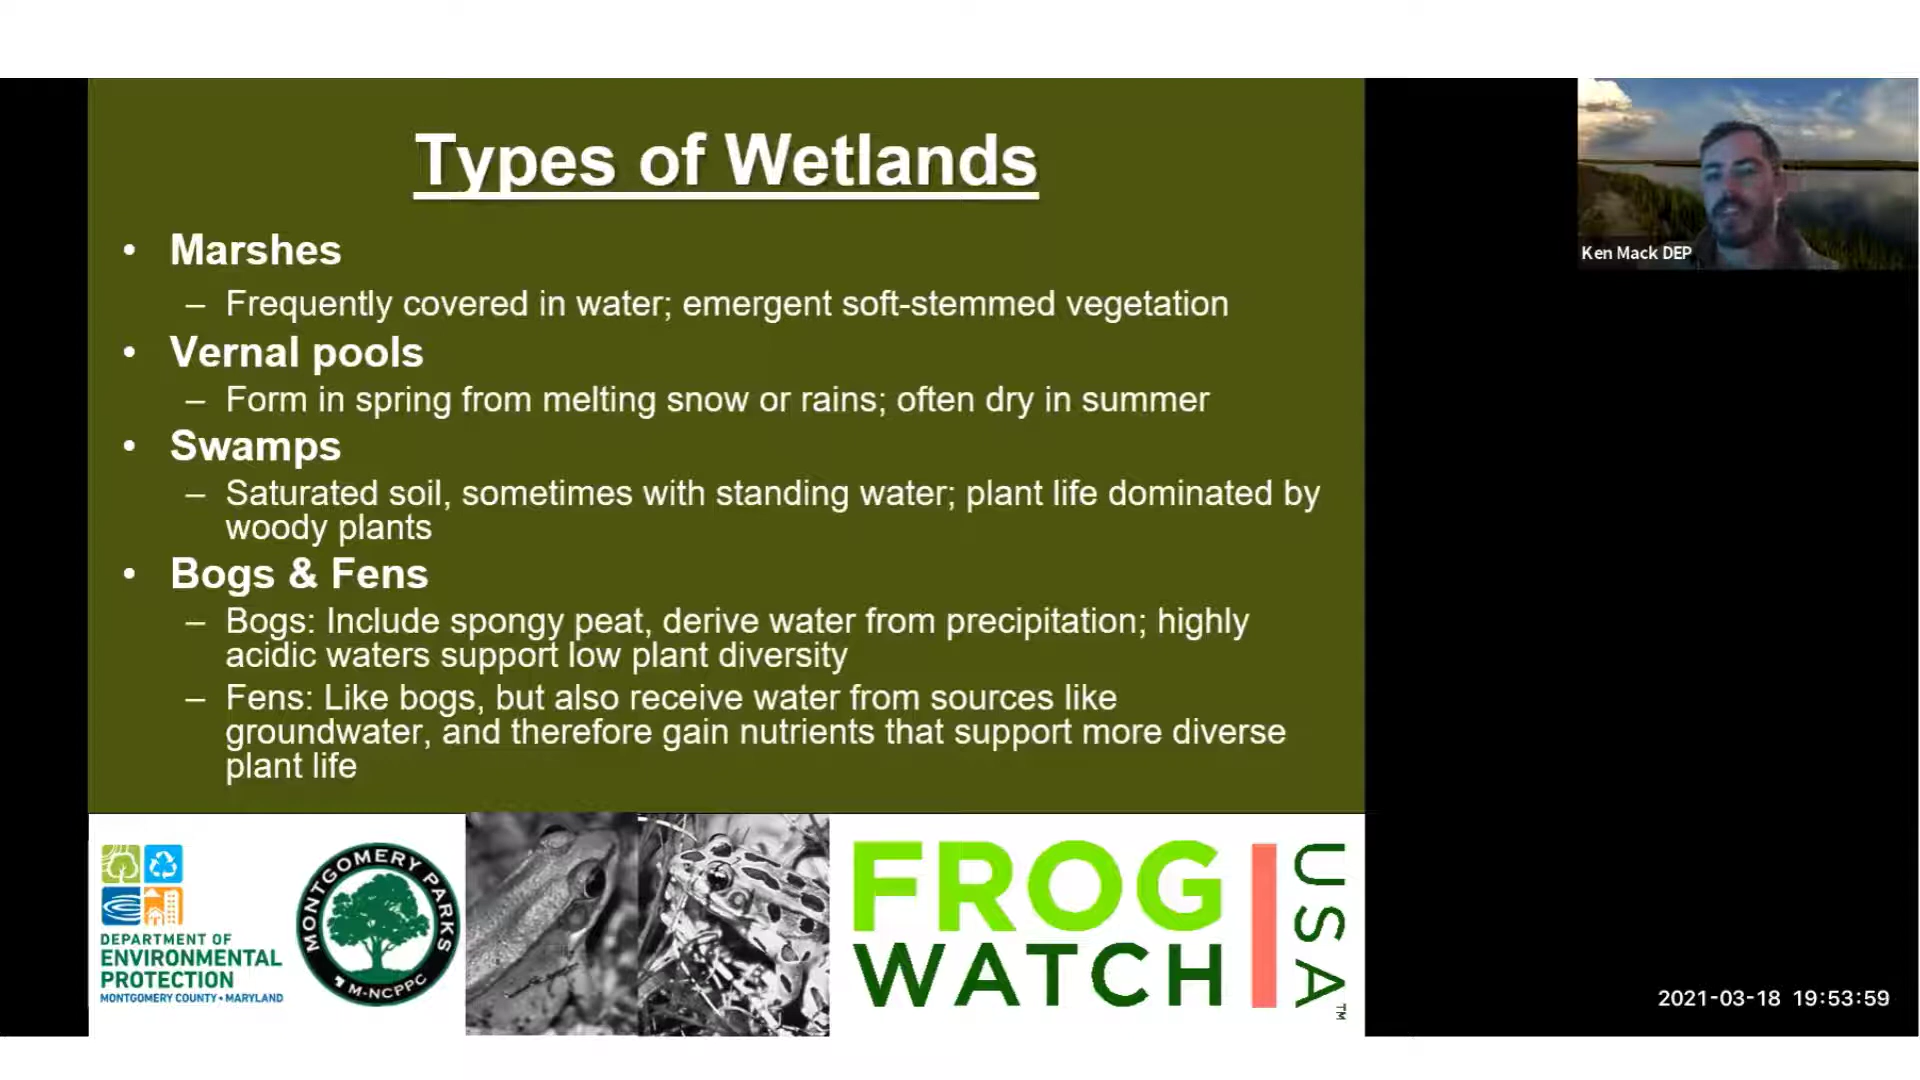 Types of Wetlands
• Marshes
– Frequently covered in water; emergent soft-stemmed vegetation
• Vernal pools
– Form in spring from melting snow or rains; often dry in summer
• Swamps
– Saturated soil, sometimes with standing water; plant life dominated by
woody plants
• Bogs & Fens
– Bogs: Include spongy peat, derive water from precipitation; highly
acidic waters support low plant diversity
– Fens: Like bogs, but also receive water from sources like
groundwater, and therefore gain nutrients that support more diverse
plant life
Ken Mack DEP
DEPARTMENT OF
ENVIRONMENTAL
PROTECTION
MONTGOMERY COUNTY • MARYLAND
MONTGOMERY PARKS
M-NCPPC
FROG
WATCH
USA™
2021-03-18 19:53:59